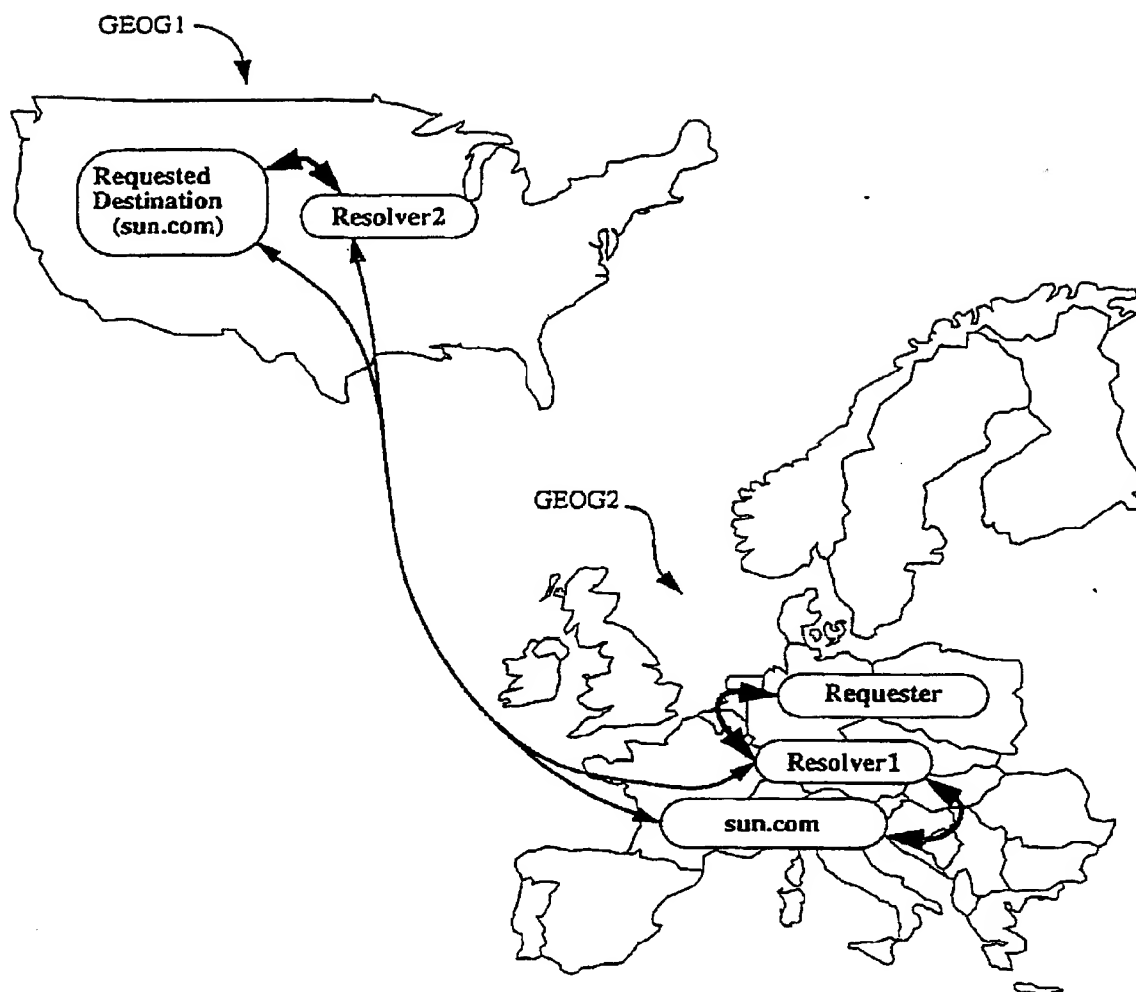 GEOG1
Requested
Destination
(sun.com)
Resolver2
GEOG2
Requester
Resolver1
sun.com